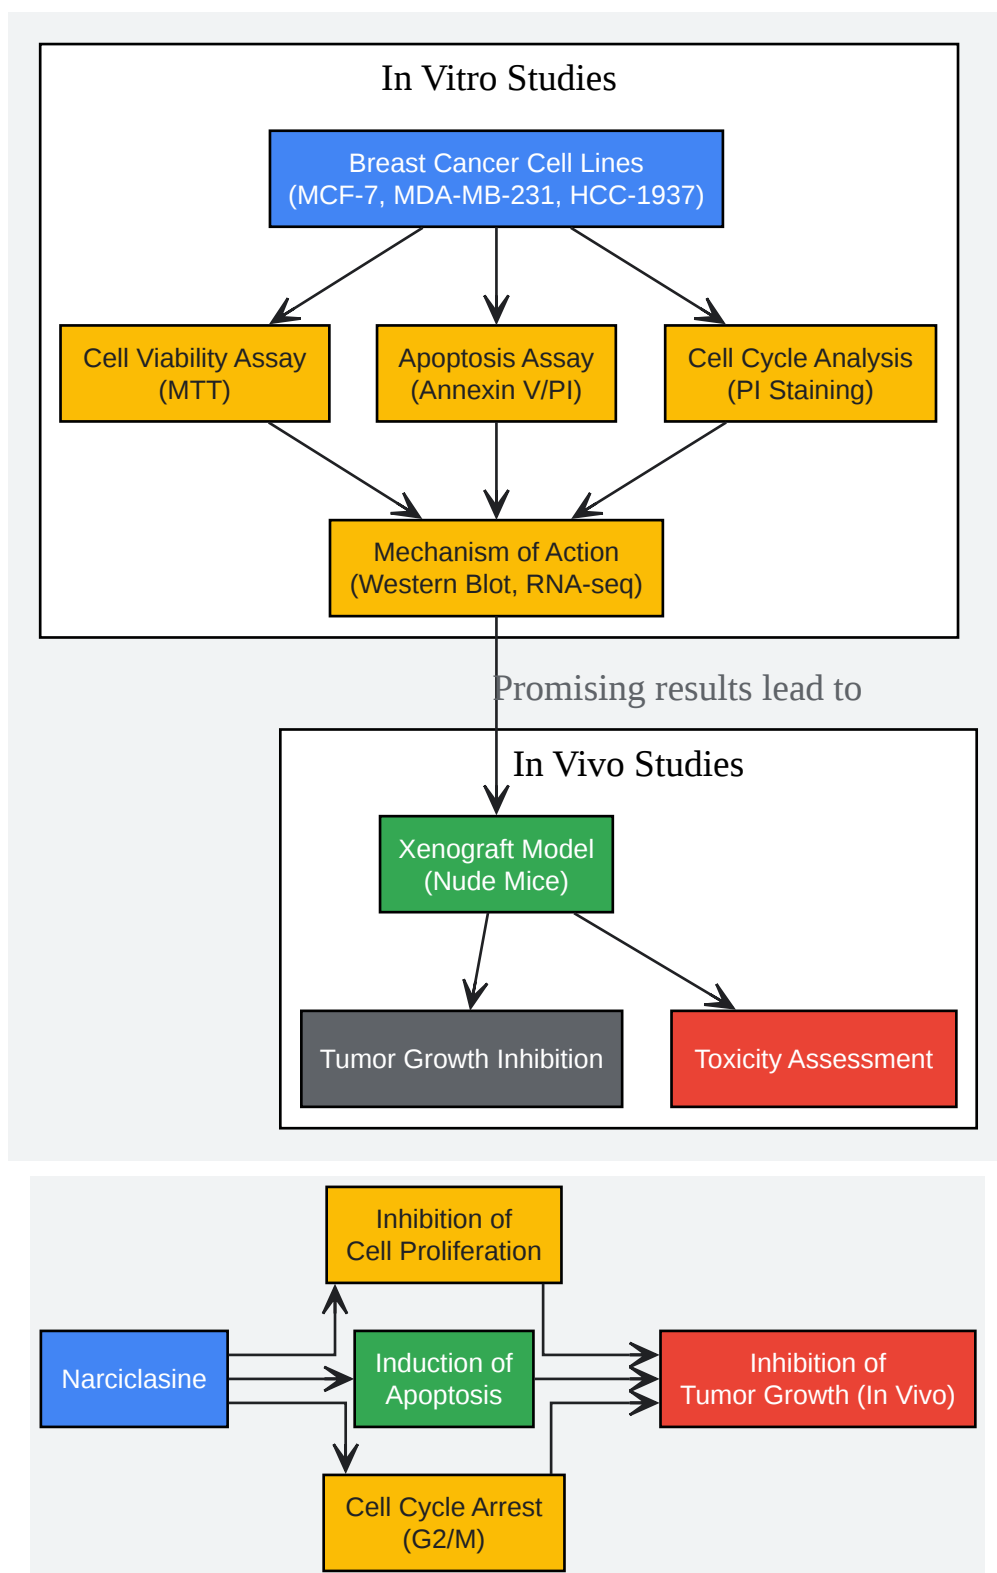 In Vitro Studies
Breast Cancer Cell Lines
(MCF-7, MDA-MB-231, HCC-1937)
Cell Viability Assay
(MTT)
Apoptosis Assay
(Annexin V/PI)
Cell Cycle Analysis
(PI Staining)
Mechanism of Action
(Western Blot, RNA-seq)
Promising results lead to
In Vivo Studies
Xenograft Model
(Nude Mice)
Tumor Growth Inhibition
Toxicity Assessment
Inhibition of
Cell Proliferation
Narciclasine
Induction of
Apoptosis
Inhibition of
Tumor Growth (In Vivo)
Cell Cycle Arrest
(G2/M)